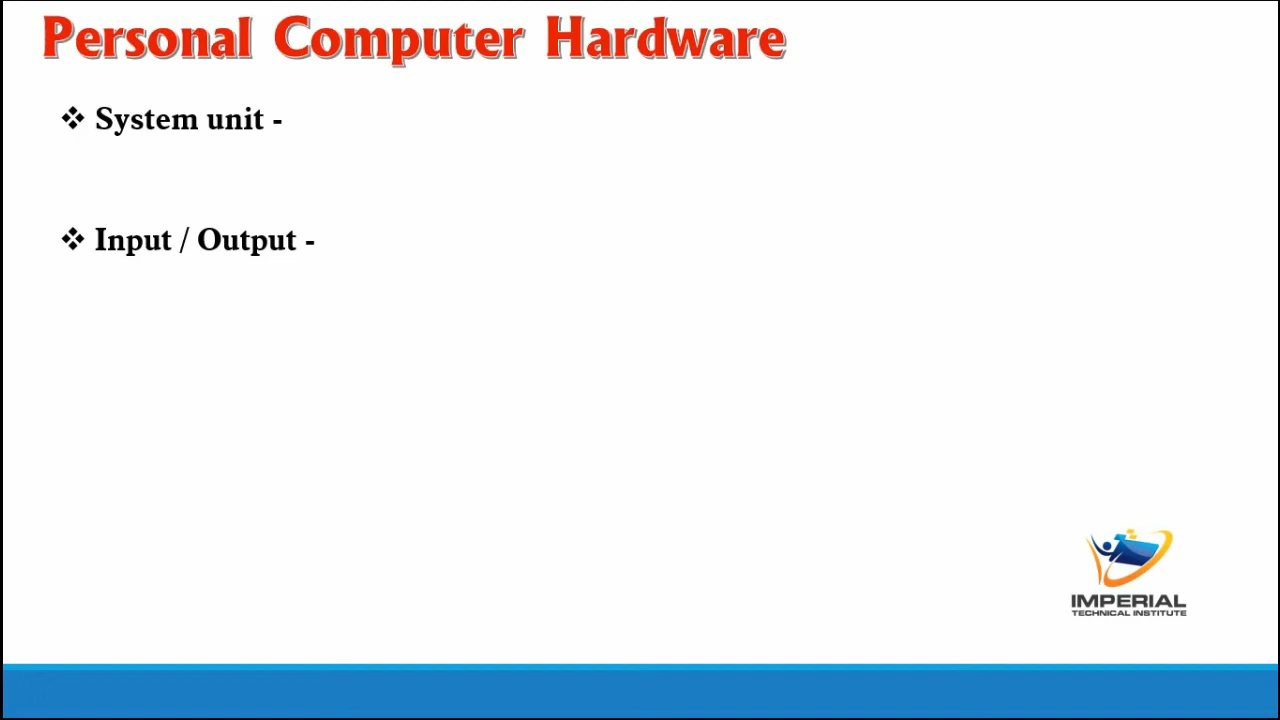 Personal Computer Hardware
❖ System unit -
❖ Input / Output -
IMPERIAL
TECHNICAL INSTITUTE